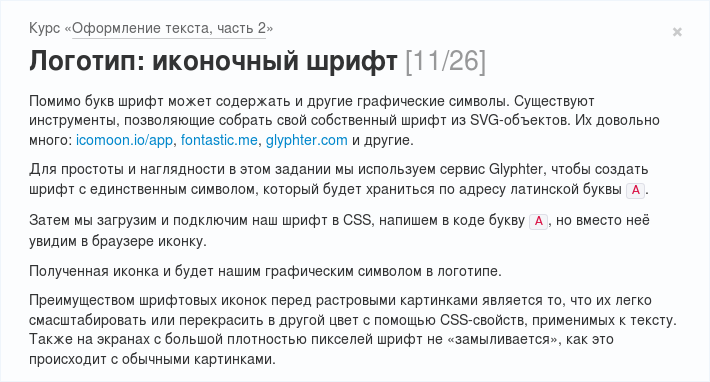 Курс «Оформление текста, часть 2»
×
Логотип: иконочный шрифт [11/26]
Помимо букв шрифт может содержать и другие графические символы. Существуют
инструменты, позволяющие собрать свой собственный шрифт из SVG-объектов. Их довольно
много: icomoon.io/app, fontastic.me, glyphter.com и другие.
Для простоты и наглядности в этом задании мы используем сервис Glyphter, чтобы создать
шрифт с единственным символом, который будет храниться по адресу латинской буквы A.
Затем мы загрузим и подключим наш шрифт в CSS, напишем в коде букву A, но вместо неё
увидим в браузере иконку.
Полученная иконка и будет нашим графическим символом в логотипе.
Преимуществом шрифтовых иконок перед растровыми картинками является то, что их легко
смасштабировать или перекрасить в другой цвет с помощью CSS-свойств, применимых к тексту.
Также на экранах с большой плотностью пикселей шрифт не «замыливается», как это
происходит с обычными картинками.